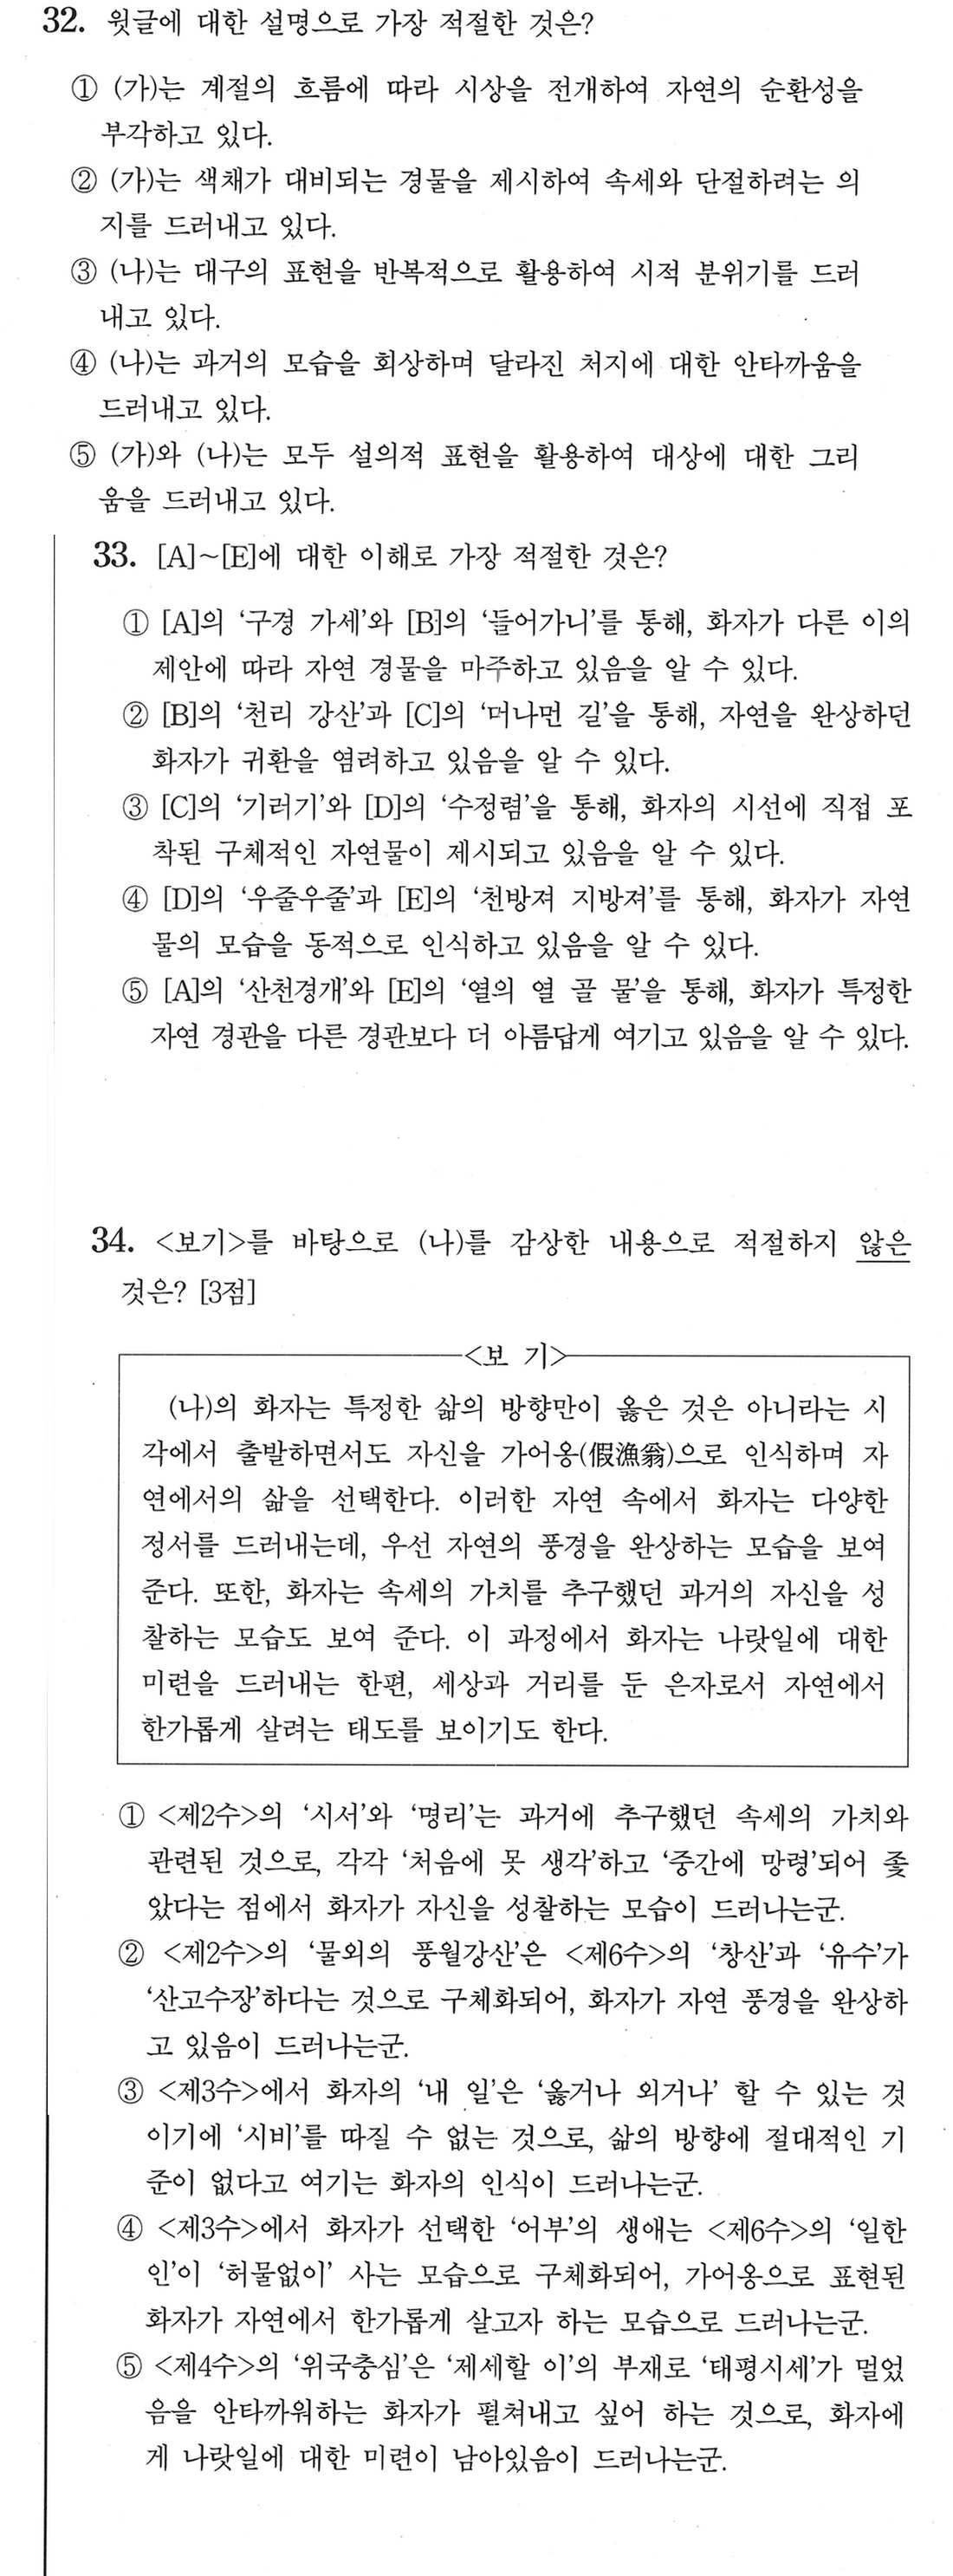 32. 윗글에 대한 설명으로 가장 적절한 것은?
① (가)는 계절의 흐름에 따라 시상을 전개하여 자연의 순환성을
부각하고 있다.
② (가)는 색채가 대비되는 경물을 제시하여 속세와 단절하려는 의
지를 드러내고 있다.
③ (나)는 대구의 표현을 반복적으로 활용하여 시적 분위기를 드러
내고 있다.
④ (나)는 과거의 모습을 회상하며 달라진 처지에 대한 안타까움을
드러내고 있다.
⑤ (가)와 (나)는 모두 설의적 표현을 활용하여 대상에 대한 그리
움을 드러내고 있다.
33. [A]~[E]에 대한 이해로 가장 적절한 것은?
① [A]의 ‘구경 가세’와 [B]의 ‘들어가니’를 통해, 화자가 다른 이의
제안에 따라 자연 경물을 마주하고 있음을 알 수 있다.
② [B]의 ‘천리 강산’과 [C]의 ‘머나먼 길’을 통해, 자연을 완상하던
화자가 귀환을 염려하고 있음을 알 수 있다.
③ [C]의 ‘기러기’와 [D]의 ‘수정렴’을 통해, 화자의 시선에 직접 포
착된 구체적인 자연물이 제시되고 있음을 알 수 있다.
④ [D]의 ‘우줄우줄’과 [E]의 ‘천방져 지방져’를 통해, 화자가 자연
물의 모습을 동적으로 인식하고 있음을 알 수 있다.
⑤ [A]의 ‘산천경개’와 [E]의 ‘열의 열 골 물’을 통해, 화자가 특정한
자연 경관을 다른 경관보다 더 아름답게 여기고 있음을 알 수 있다.
34. <보기>를 바탕으로 (나)를 감상한 내용으로 적절하지 않은
것은? [3점]
<보 기>
(나)의 화자는 특정한 삶의 방향만이 옳은 것은 아니라는 시
각에서 출발하면서도 자신을 가어옹(假漁翁)으로 인식하며 자
연에서의 삶을 선택한다. 이러한 자연 속에서 화자는 다양한
정서를 드러내는데, 우선 자연의 풍경을 완상하는 모습을 보여
준다. 또한, 화자는 속세의 가치를 추구했던 과거의 자신을 성
찰하는 모습도 보여 준다. 이 과정에서 화자는 나랏일에 대한
미련을 드러내는 한편, 세상과 거리를 둔 은자로서 자연에서
한가롭게 살려는 태도를 보이기도 한다.
① <제2수>의 ‘시서’와 ‘명리’는 과거에 추구했던 속세의 가치와
관련된 것으로, 각각 ‘처음에 못 생각’하고 ‘중간에 망령’되어 좇
았다는 점에서 화자가 자신을 성찰하는 모습이 드러나는군.
② <제2수>의 ‘물외의 풍월강산’은 <제6수>의 ‘창산’과 ‘유수’가
‘산고수장’하다는 것으로 구체화되어, 화자가 자연 풍경을 완상하
고 있음이 드러나는군.
③ <제3수>에서 화자의 ‘내 일’은 ‘옳거나 외거나’ 할 수 있는 것
이기에 ‘시비’를 따질 수 없는 것으로, 삶의 방향에 절대적인 기
준이 없다고 여기는 화자의 인식이 드러나는군.
④ <제3수>에서 화자가 선택한 ‘어부’의 생애는 <제6수>의 ‘일한
인’이 ‘허물없이’ 사는 모습으로 구체화되어, 가어옹으로 표현된
화자가 자연에서 한가롭게 살고자 하는 모습으로 드러나는군.
⑤ <제4수>의 ‘위국충심’은 ‘제세할 이’의 부재로 ‘태평시세’가 멀었
음을 안타까워하는 화자가 펼쳐내고 싶어 하는 것으로, 화자에
게 나랏일에 대한 미련이 남아있음이 드러나는군.